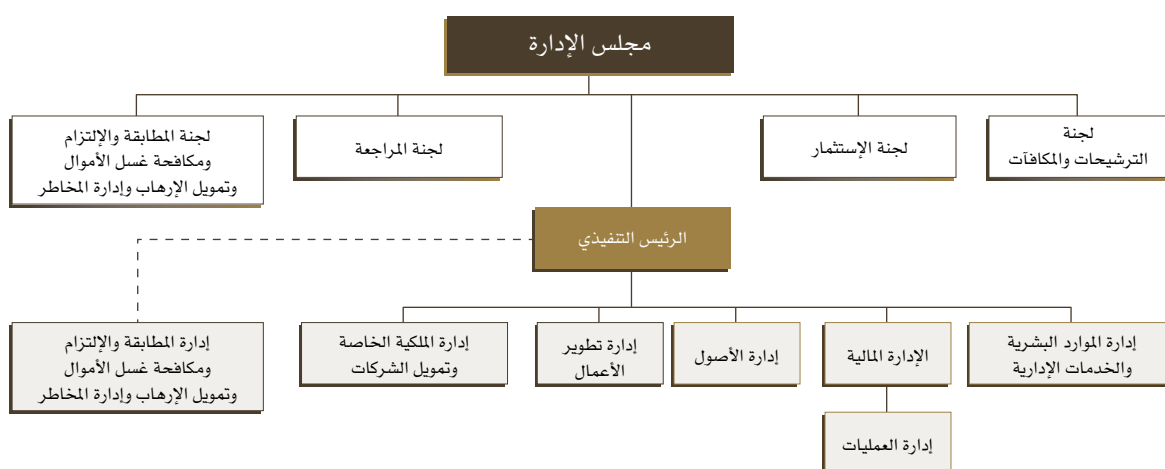 مجلس الإدارة
لجنة
الترشيحات والمكافآت
لجنة الإستثمار
لجنة المراجعة
لجنة المطابقة والإلتزام
ومكافحة غسل الأموال
وتمويل الإرهاب وإدارة المخاطر
الرئيس التنفيذي
إدارة الموارد البشرية
والخدمات الإدارية
الإدارة المالية
إدارة الأصول
إدارة تطوير
الأعمال
إدارة الملكية الخاصة
وتمويل الشركات
إدارة المطابقة والإلتزام
ومكافحة غسل الأموال
وتمويل الإرهاب وإدارة المخاطر
إدارة العمليات